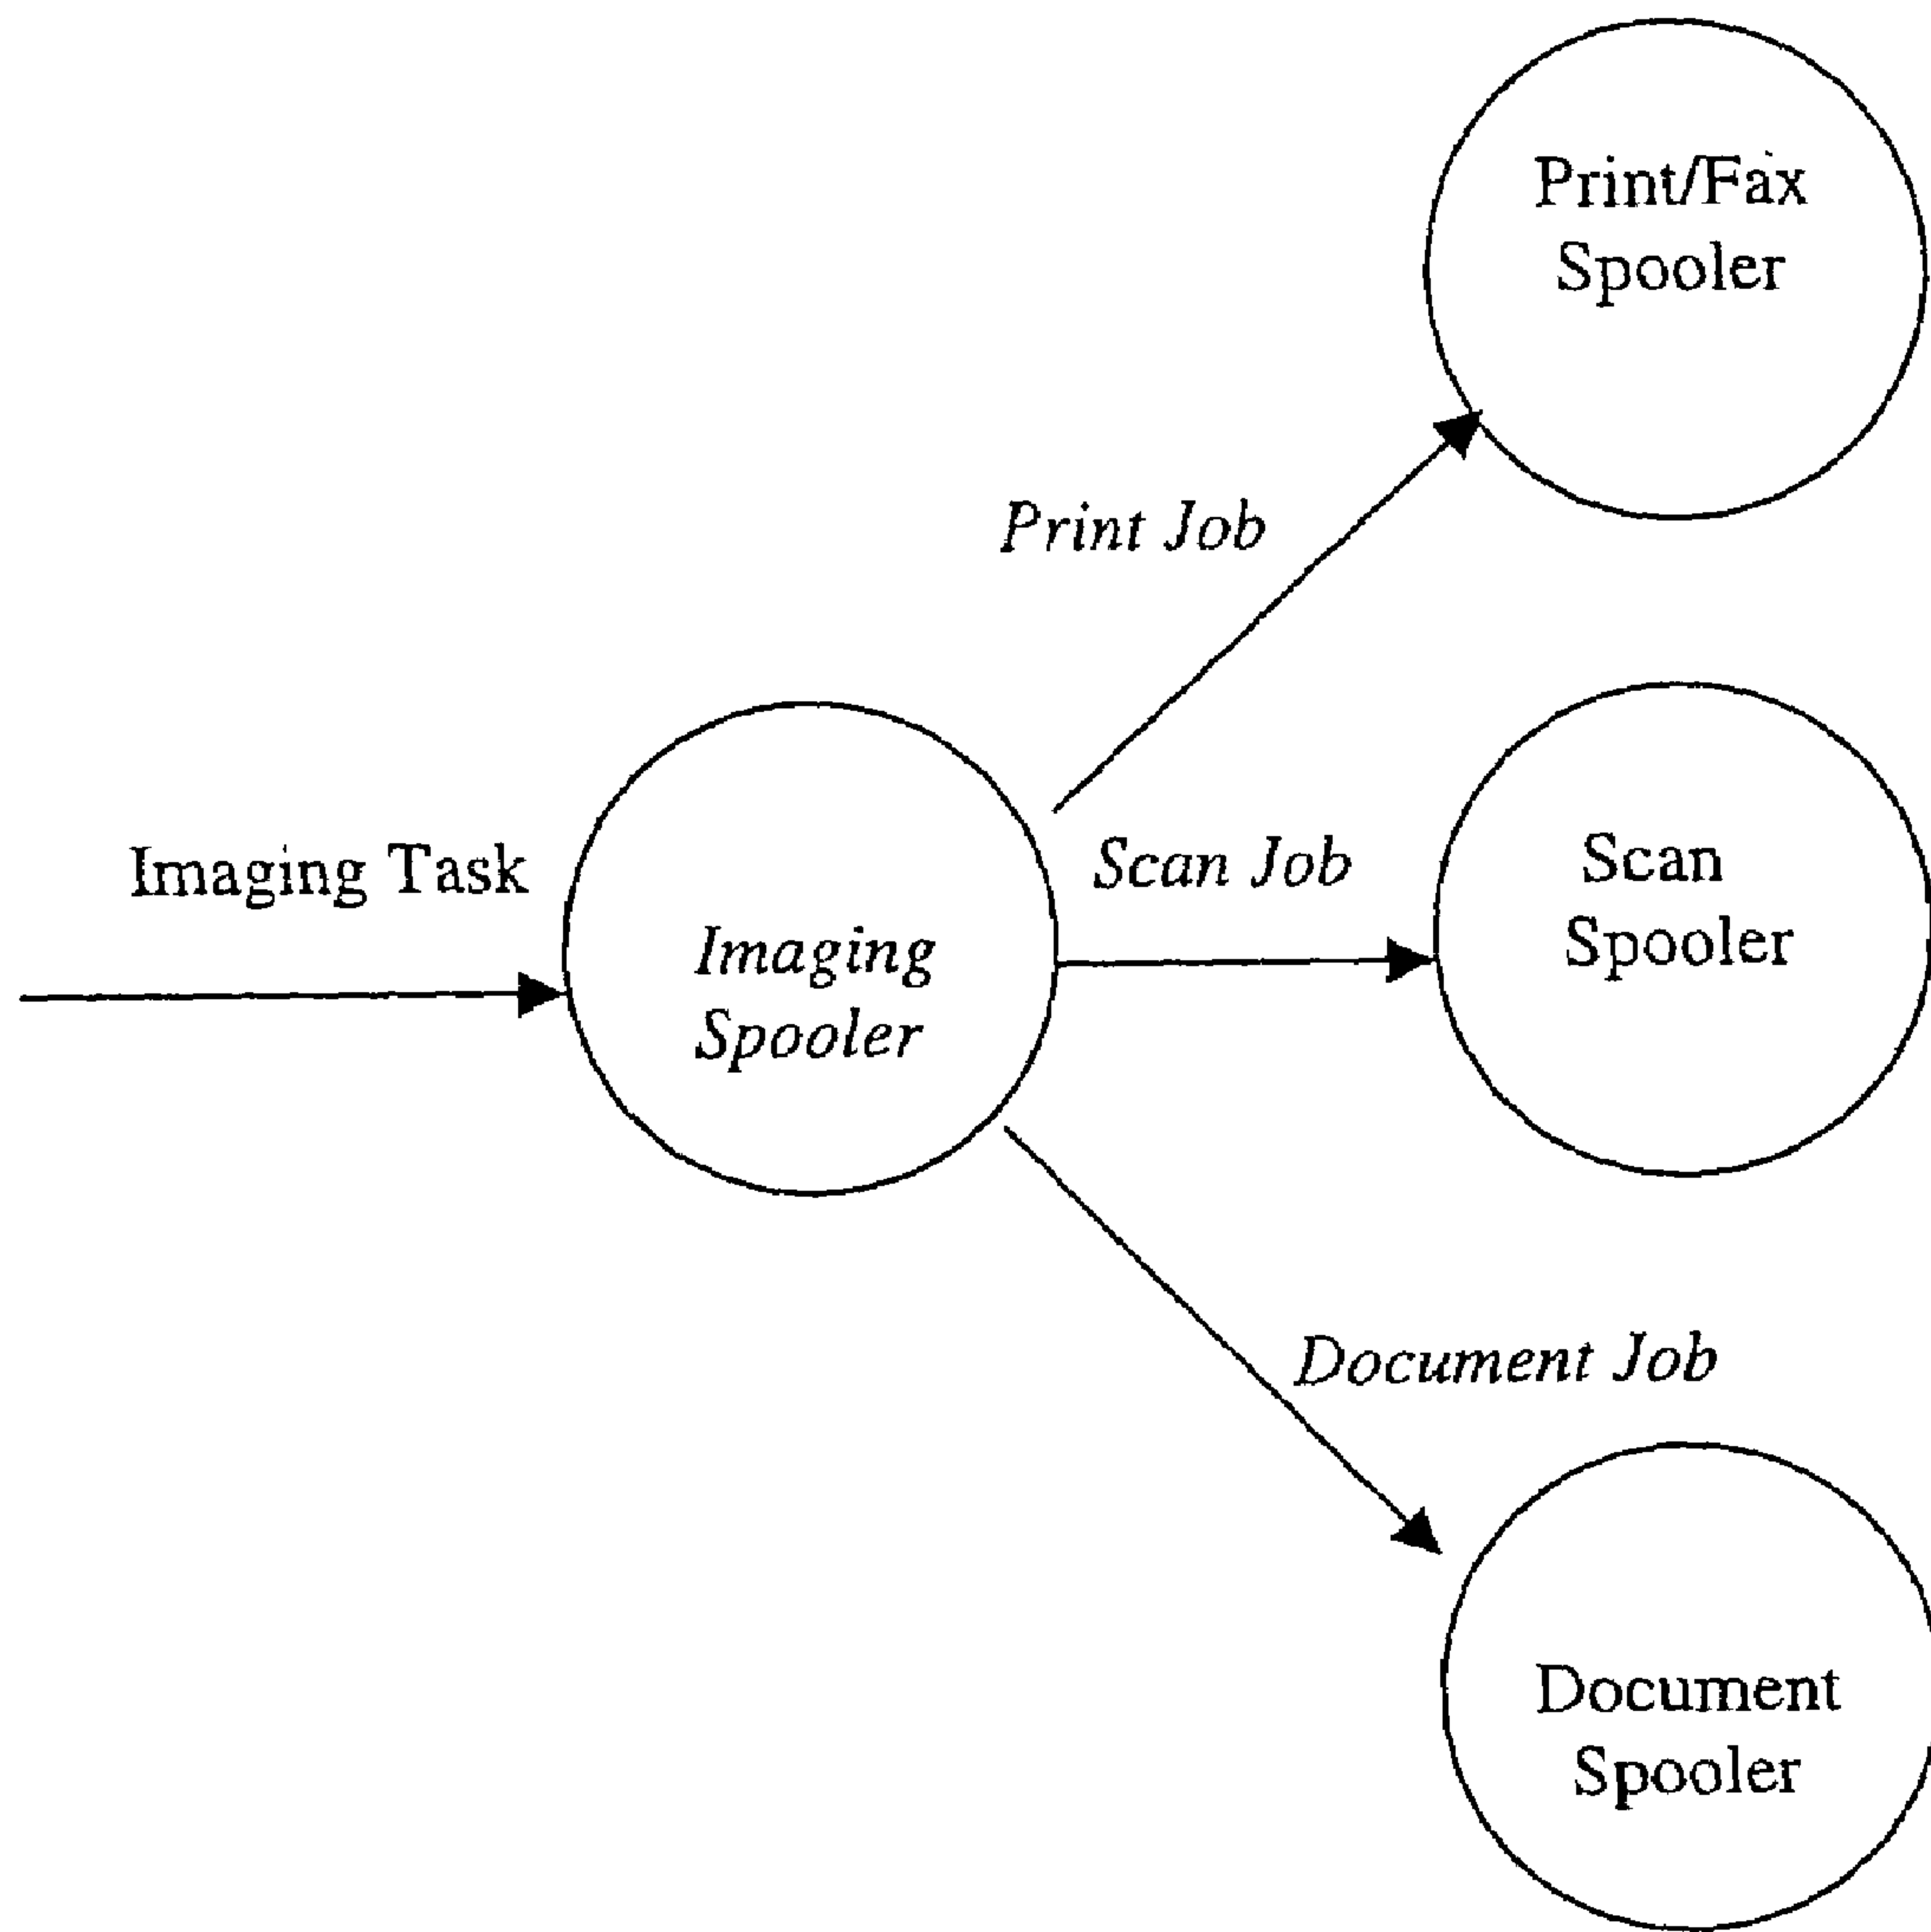 Print/Fax
Spooler
Print Job
Imaging Task
Scan Job
Scan
Spooler
Imaging
Spooler
Document Job
Document
Spooler